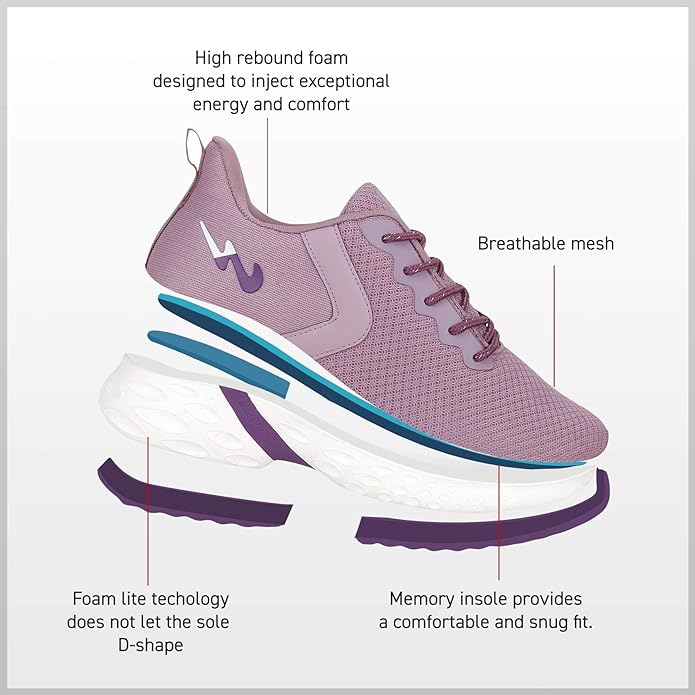 High rebound foam
designed to inject exceptional
energy and comfort
Breathable mesh
Foam lite techology
does not let the sole
D-shape
Memory insole provides
a comfortable and snug fit.